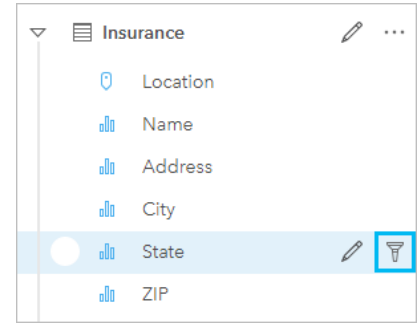 Insurance
Location
Name
Address
City
State
ZIP